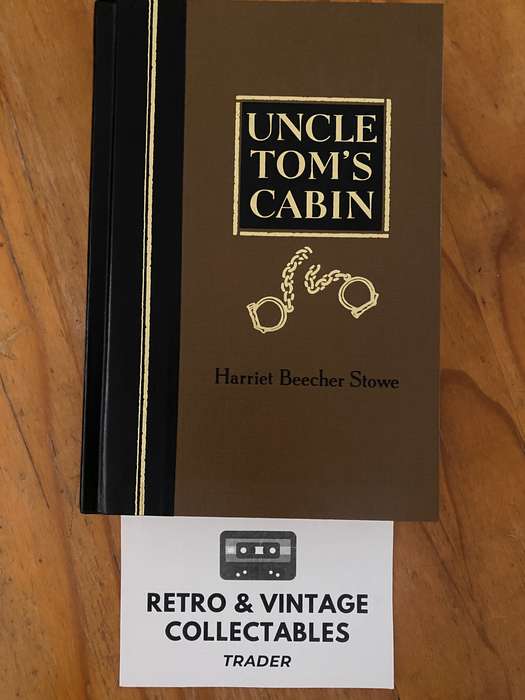 UNCLE
TOM'S
CABIN
Harriet Beecher Stowe
RETRO & VINTAGE
COLLECTABLES
TRADER